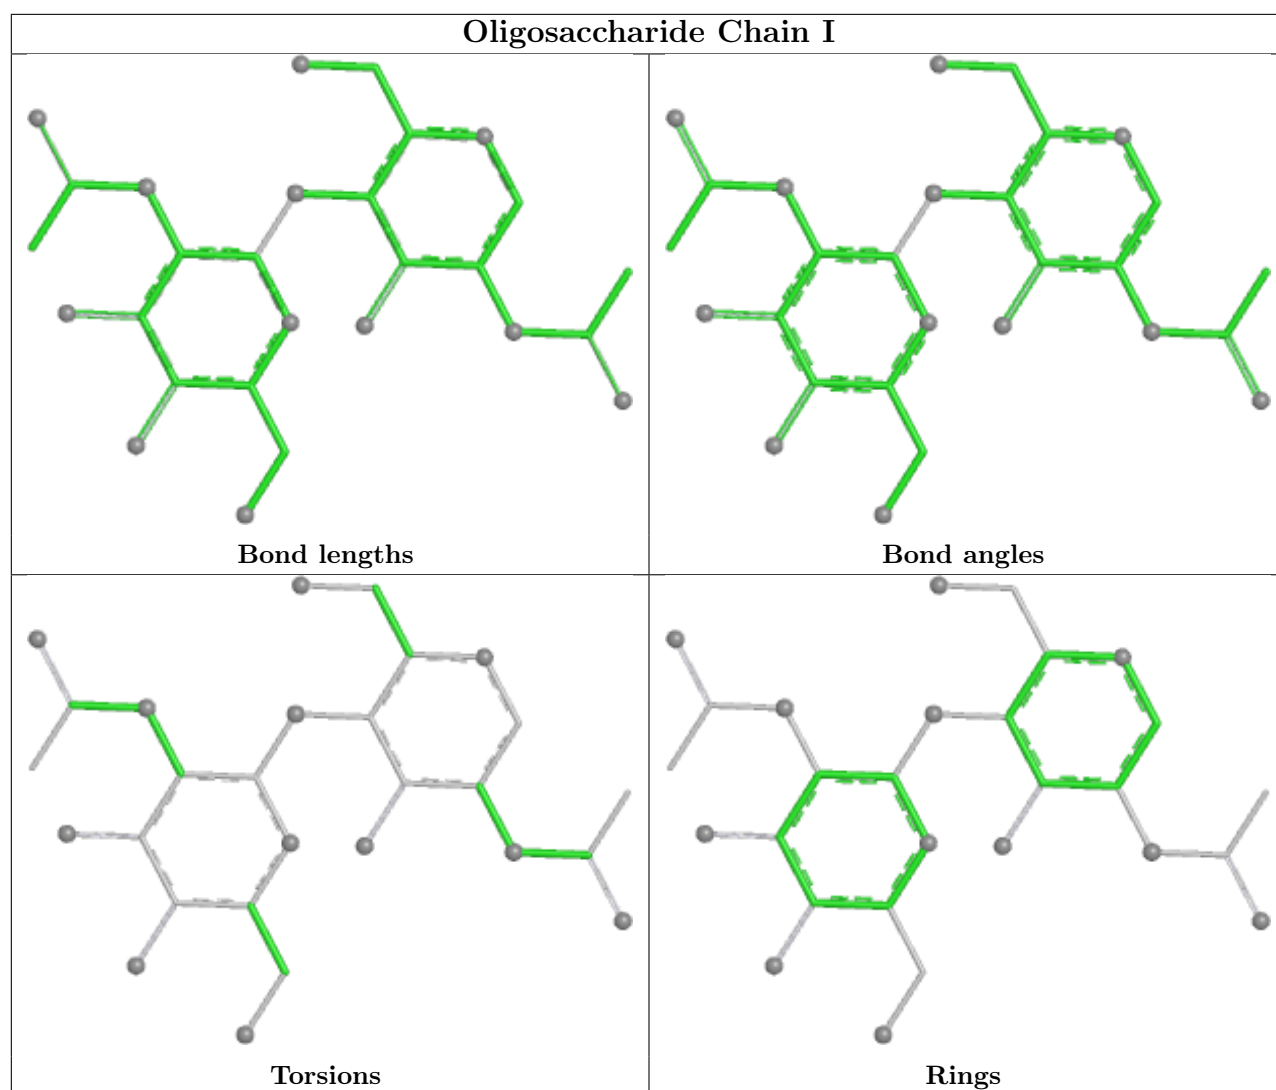 Oligosaccharide Chain I
Bond lengths
Bond angles
Torsions
Rings